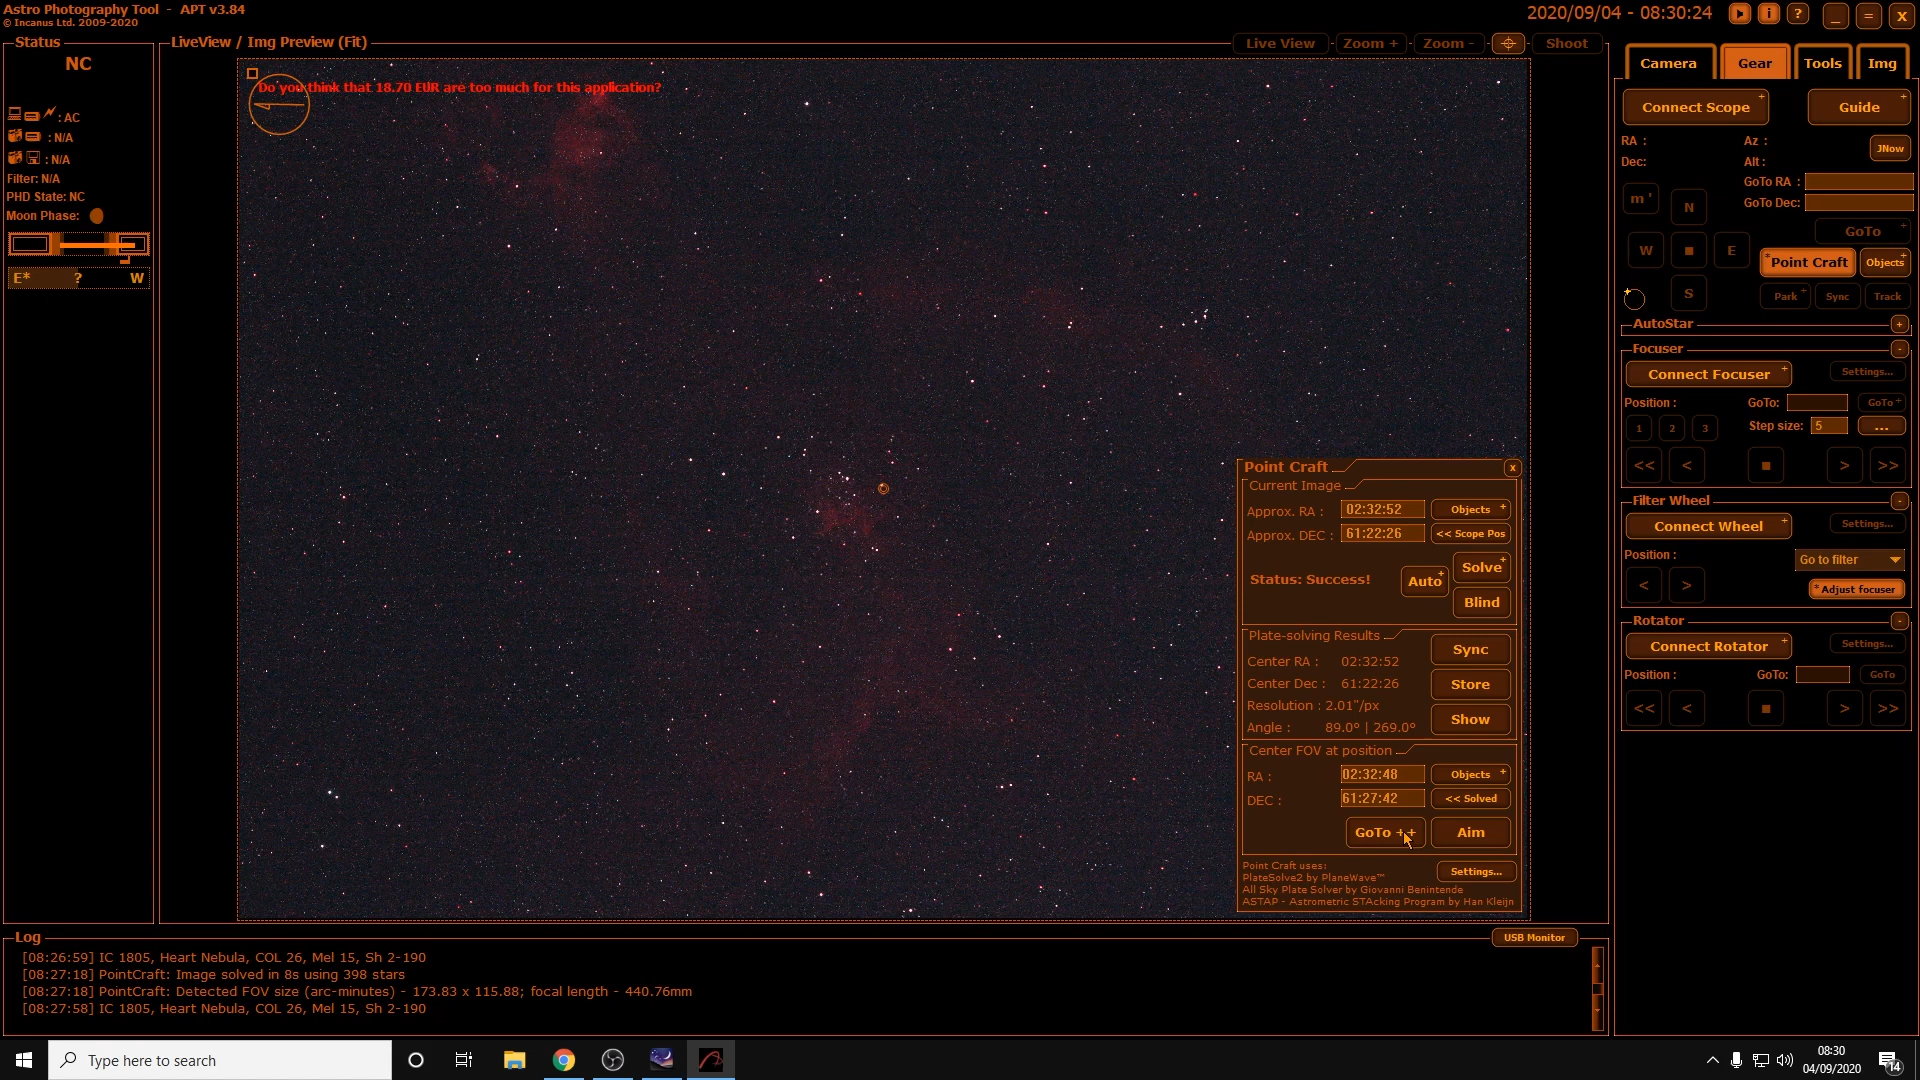 Astro Photography Tool - APT v3.84
© Incanus Ltd. 2009-2020
2020/09/04 - 08:30:24
i
?
_
=
X
Status
NC
: AC
: N/A
: N/A
Filter: N/A
PHD State: NC
Moon Phase:
E* ? W
LiveView / Img Preview (Fit)
Live View
Zoom +
Zoom -
Shoot
Do you think that 18.70 EUR are too much for this application?
Camera
Gear
Tools
Img
Connect Scope +
Guide +
RA :
Az :
JNow
Dec:
Alt :
GoTo RA :
GoTo Dec:
m '
N
GoTo +
W
E
*Point Craft
Objects +
S
Park +
Sync
Track
AutoStar +
Focuser -
Connect Focuser +
Settings...
Position :
GoTo:
GoTo +
1
2
3
Step size: 5
...
<<
<
>
>>
Filter Wheel -
Connect Wheel +
Settings...
Position :
Go to filter
<
>
*Adjust focuser
Rotator -
Connect Rotator +
Settings...
Position :
GoTo:
GoTo
<<
<
>
>>
Point Craft x
Current Image
Approx. RA : 02:32:52 Objects +
Approx. DEC : 61:22:26 << Scope Pos
Status: Success!
Auto +
Solve +
Blind
Plate-solving Results
Center RA : 02:32:52
Center Dec : 61:22:26
Resolution : 2.01"/px
Angle : 89.0° | 269.0°
Sync
Store
Show
Center FOV at position
RA : 02:32:48 Objects +
DEC : 61:27:42 << Solved
GoTo ++
Aim
Point Craft uses:
PlateSolve2 by PlaneWave™
All Sky Plate Solver by Giovanni Benintende
ASTAP - Astrometric STAcking Program by Han Kleijn
Settings...
Log
USB Monitor
[08:26:59] IC 1805, Heart Nebula, COL 26, Mel 15, Sh 2-190
[08:27:18] PointCraft: Image solved in 8s using 398 stars
[08:27:18] PointCraft: Detected FOV size (arc-minutes) - 173.83 x 115.88; focal length - 440.76mm
[08:27:58] IC 1805, Heart Nebula, COL 26, Mel 15, Sh 2-190
Type here to search
08:30
04/09/2020
14